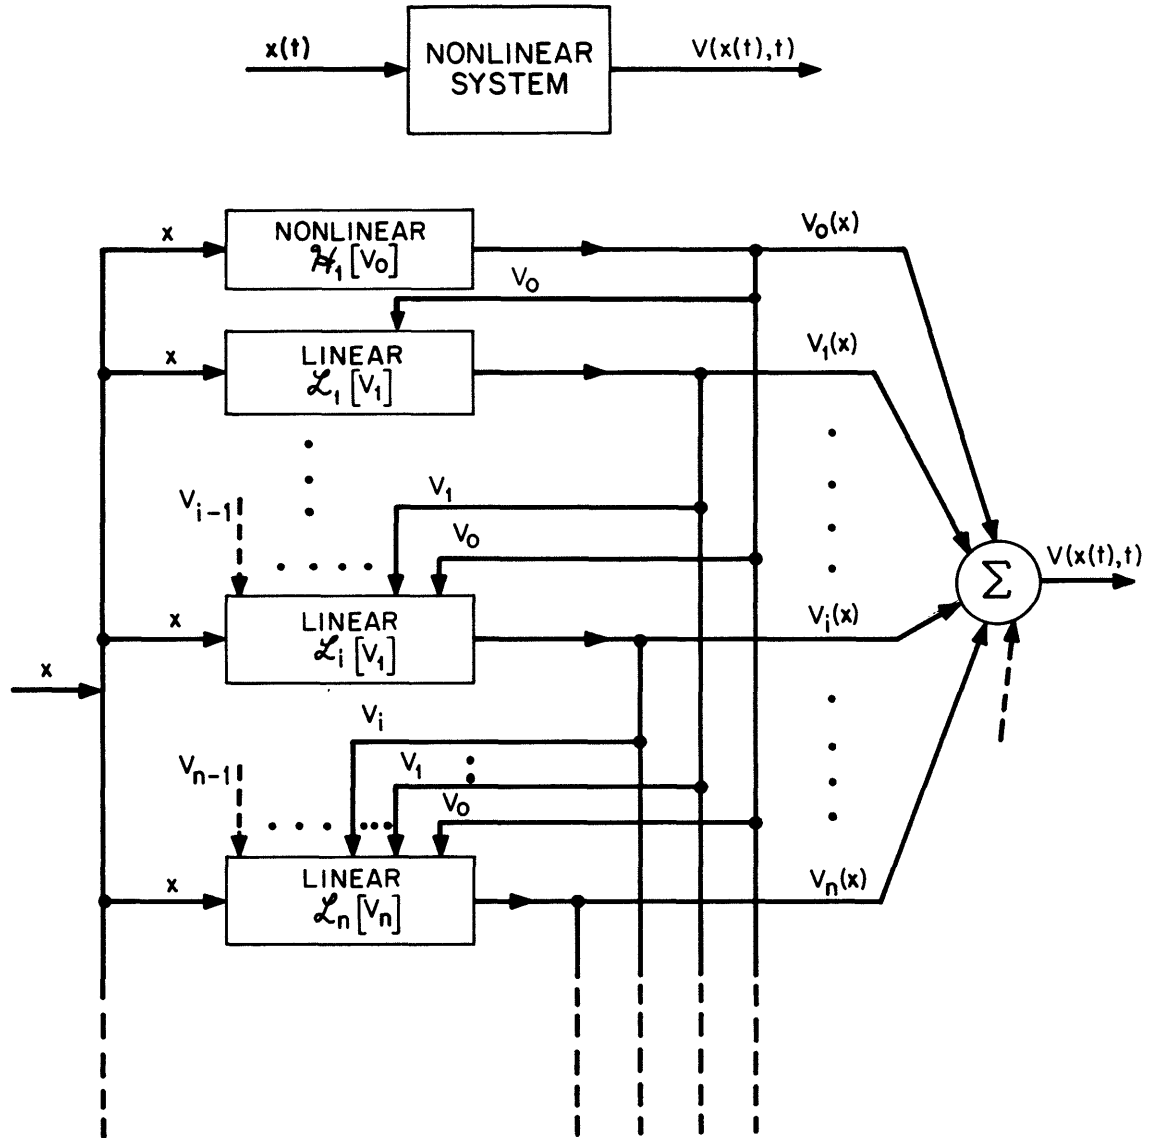 x(t)
NONLINEAR
SYSTEM
V(x(t),t)
x
NONLINEAR
ℋ₁[V₀]
V₀(x)
V₀
x
LINEAR
ℒ₁[V₁]
V₁(x)
Vᵢ₋₁
V₁
V₀
x
LINEAR
ℒᵢ[V₁]
Vᵢ(x)
Σ
V(x(t),t)
x
Vᵢ
Vₙ₋₁
V₁
V₀
x
LINEAR
ℒₙ[Vₙ]
Vₙ(x)